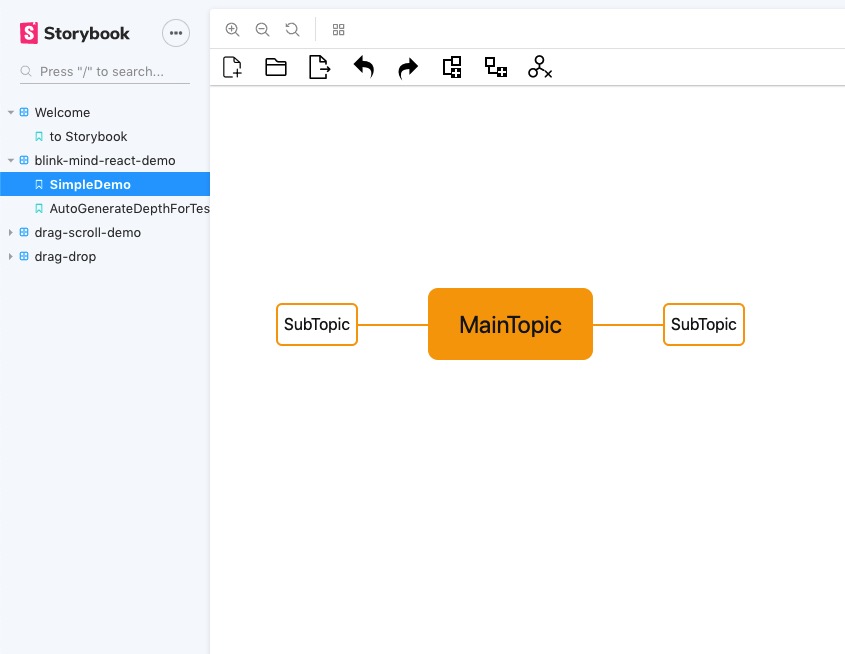 Storybook
Press "/" to search...
Welcome
to Storybook
blink-mind-react-demo
SimpleDemo
AutoGenerateDepthForTes
drag-scroll-demo
drag-drop
SubTopic
MainTopic
SubTopic